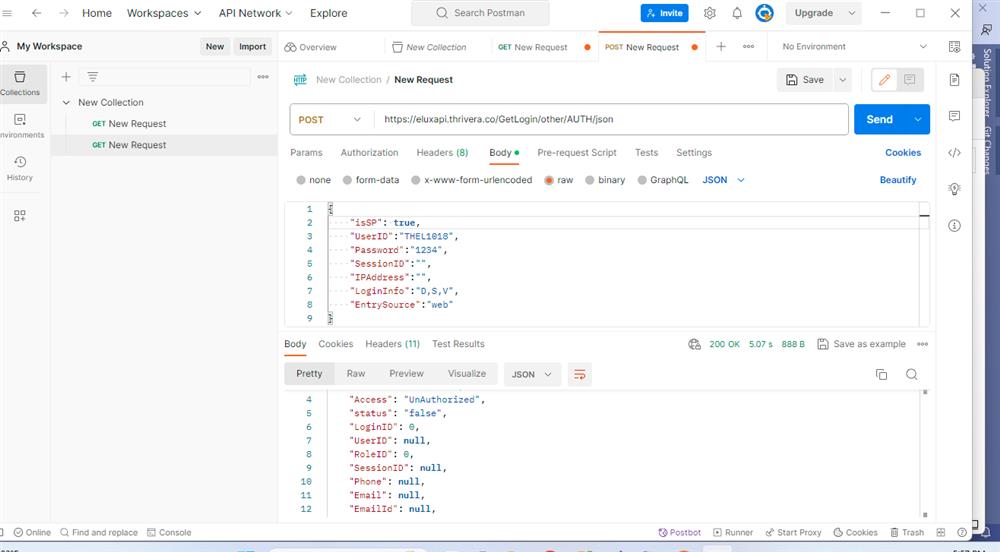 Home Workspaces API Network Explore Search Postman Invite Upgrade
My Workspace New Import Overview New Collection GET New Request POST New Request No Environment
Collections
New Collection / New Request Save
New Collection
GET New Request
GET New Request
History
POST https://eluxapi.thrivera.co/GetLogin/other/AUTH/json Send
Params Authorization Headers (8) Body Pre-request Script Tests Settings Cookies
none form-data x-www-form-urlencoded raw binary GraphQL JSON Beautify
1 {
2 "isSP": true,
3 "UserID":"THEL1018",
4 "Password":"1234",
5 "SessionID":"",
6 "IPAddress":"",
7 "LoginInfo":"D,S,V",
8 "EntrySource":"web"
9 }
Body Cookies Headers (11) Test Results 200 OK 5.07 s 888 B Save as example
Pretty Raw Preview Visualize JSON
4 "Access": "UnAuthorized",
5 "status": "false",
6 "LoginID": 0,
7 "UserID": null,
8 "RoleID": 0,
9 "SessionID": null,
10 "Phone": null,
11 "Email": null,
12 "EmailId": null,
Online Find and replace Console Postbot Runner Start Proxy Cookies Trash
Solution Explorer
Git Changes